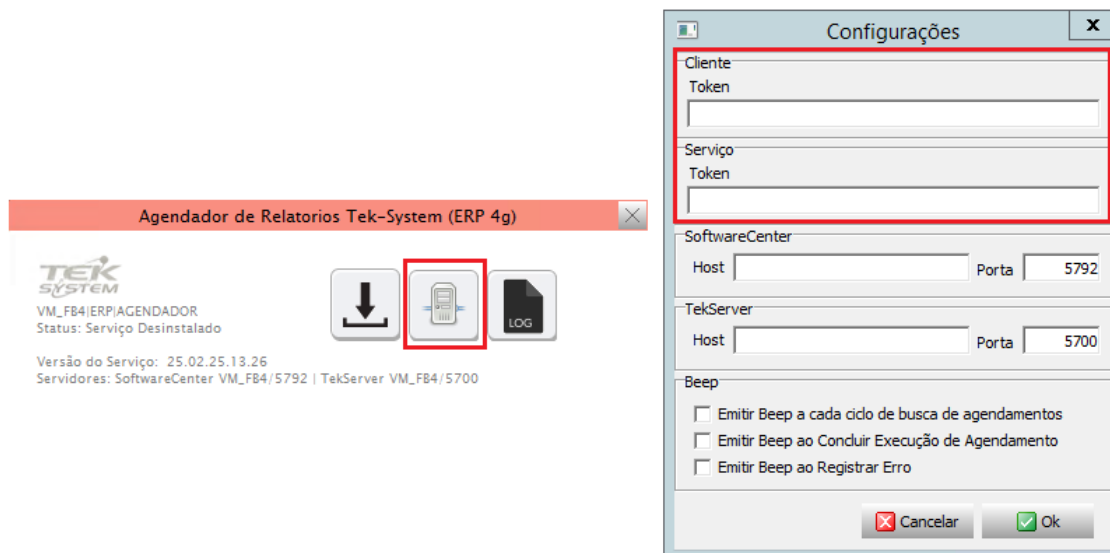 Agendador de Relatorios Tek-System (ERP 4g)
TEK
SYSTEM
VM_FB4|ERP|AGENDADOR
Status: Serviço Desinstalado
LOG
Versão do Serviço: 25.02.25.13.26
Servidores: SoftwareCenter VM_FB4/5792 | TekServer VM_FB4/5700
Configurações
x
Cliente
Token
Serviço
Token
SoftwareCenter
Host Porta 5792
TekServer
Host Porta 5700
Beep
Emitir Beep a cada ciclo de busca de agendamentos
Emitir Beep ao Concluir Execução de Agendamento
Emitir Beep ao Registrar Erro
Cancelar Ok